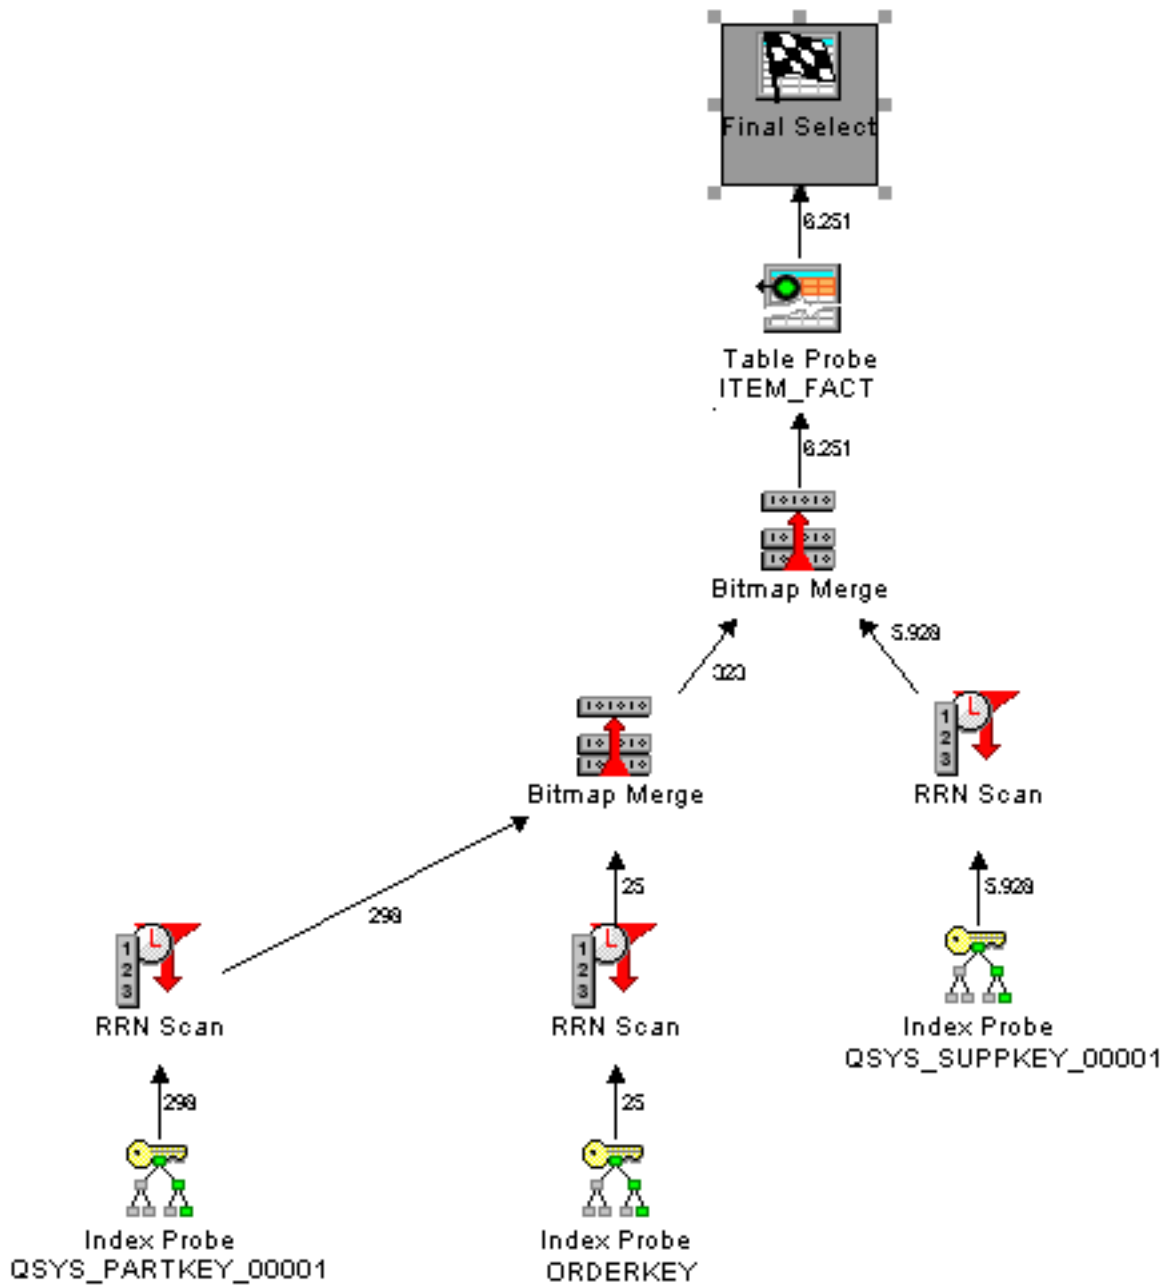 Final Select
6.251
Table Probe
ITEM_FACT
6.251
Bitmap Merge
323
5.928
Bitmap Merge
RRN Scan
298
25
5.928
RRN Scan
RRN Scan
Index Probe
QSYS_SUPPKEY_00001
298
25
Index Probe
QSYS_PARTKEY_00001
Index Probe
ORDERKEY